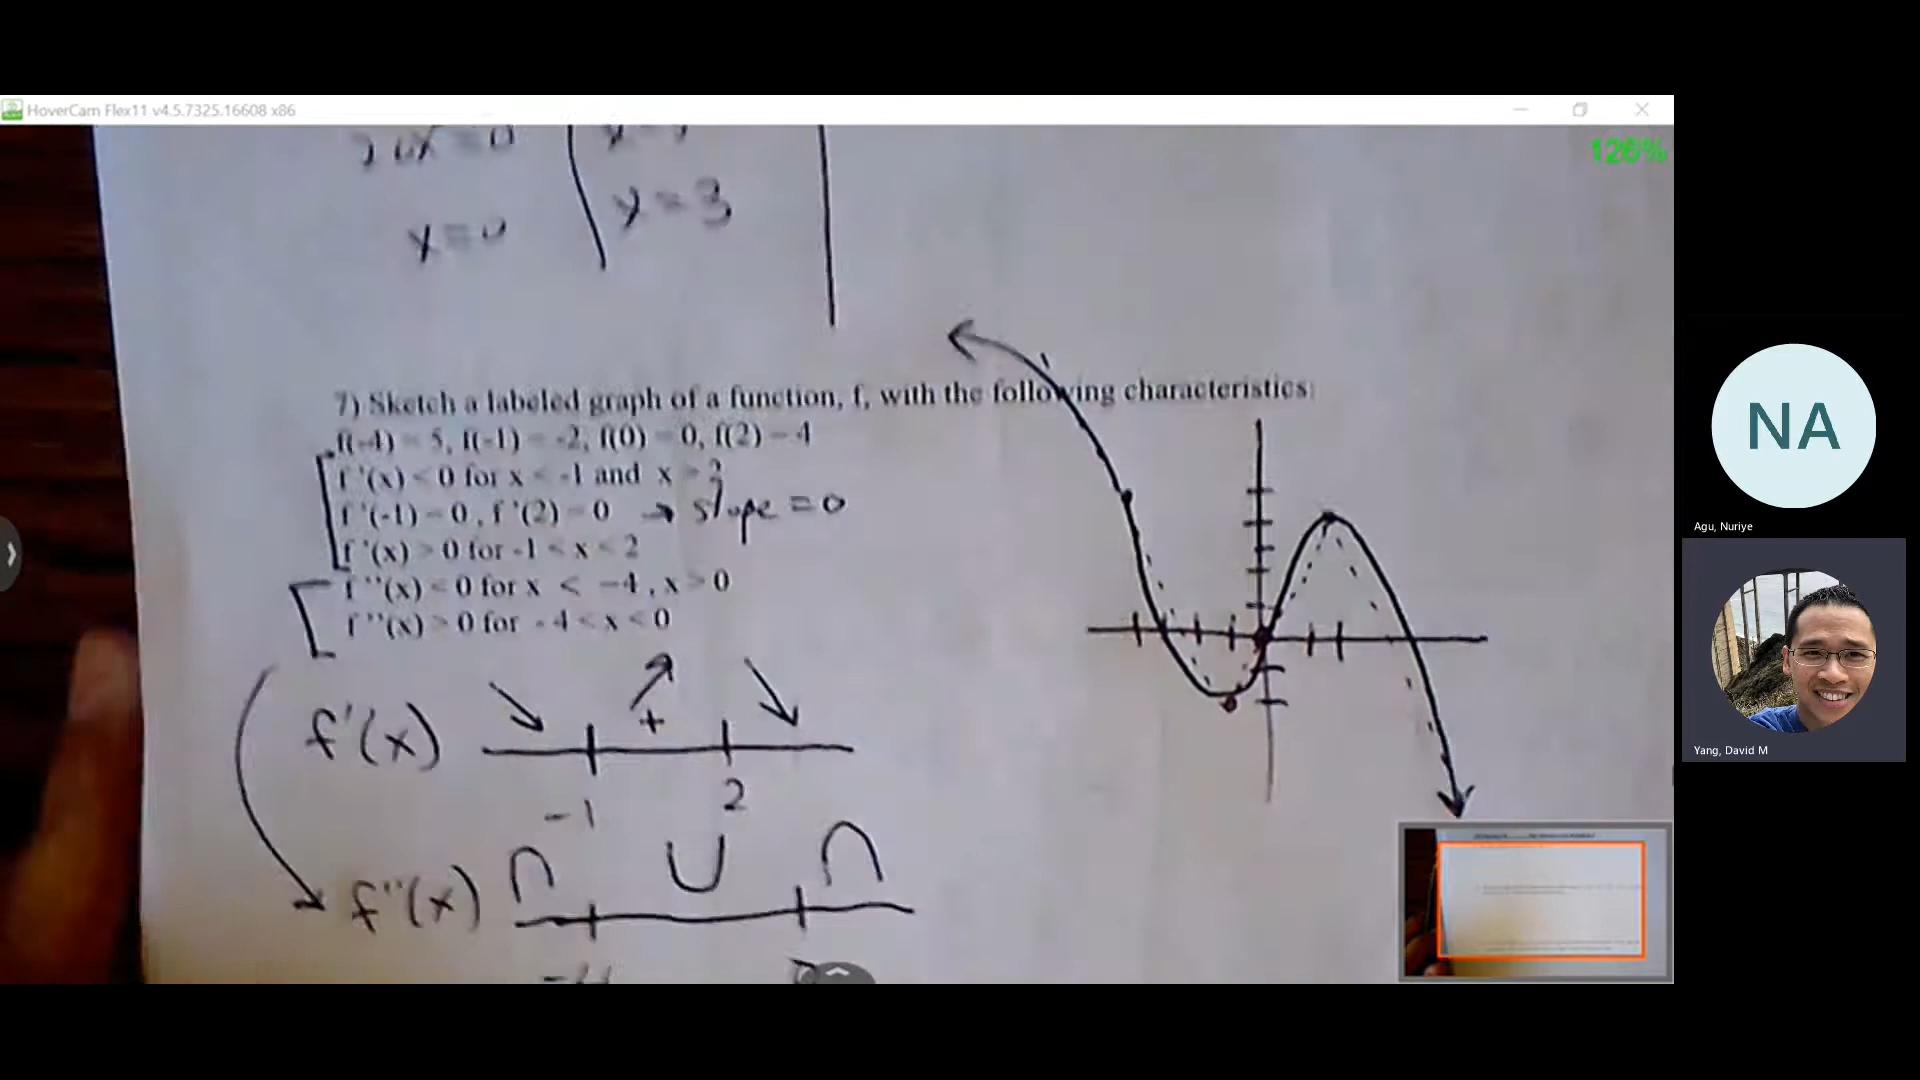 HoverCam Flex11 v4.5.7325.16608 x86
126%
x=0
x=3
7) Sketch a labeled graph of a function, f, with the following characteristics:
f(-4) = 5, f(-1) = -2, f(0) = 0, f(2) = 4
f '(x) < 0 for x < -1 and x > 2
f '(-1) = 0, f '(2) = 0 → slope = 0
f '(x) > 0 for -1 < x < 2
f ''(x) < 0 for x < -4, x > 0
f ''(x) > 0 for -4 < x < 0
f'(x)
+
-1 2
f"(x)
NA
Agu, Nuriye
Yang, David M